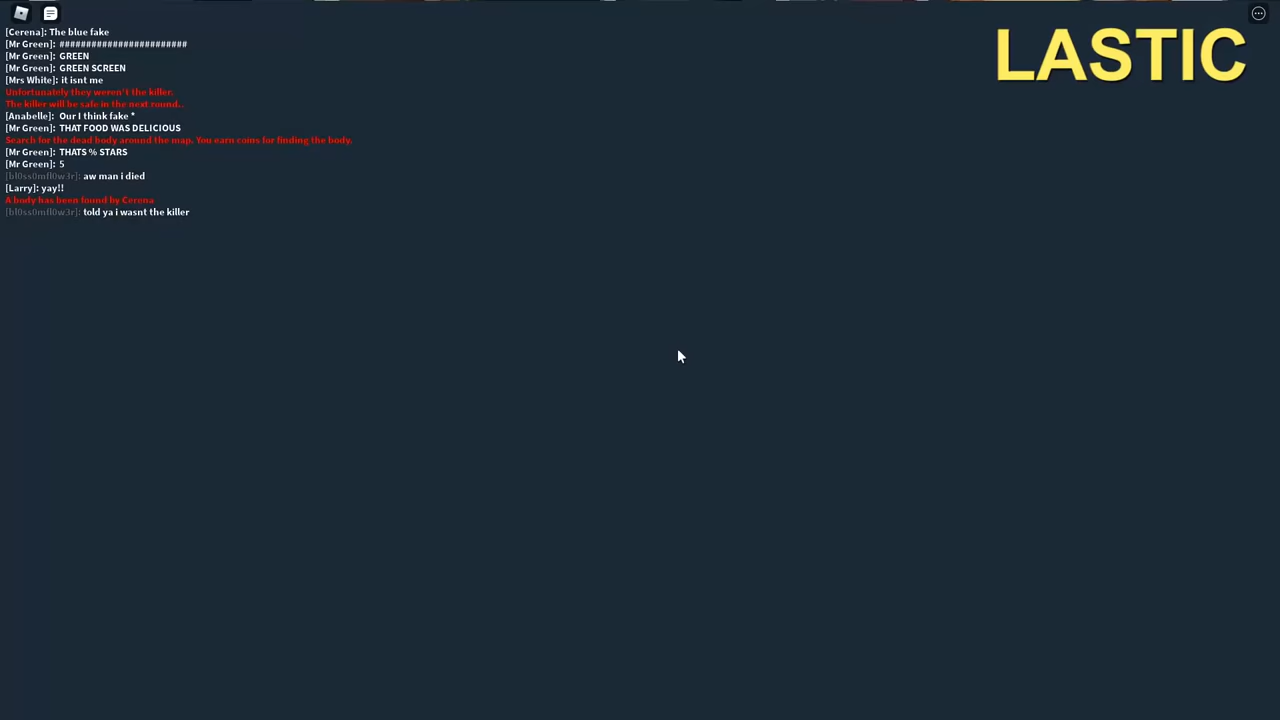 [Cerena]: The blue fake
[Mr Green]: ########################
[Mr Green]: GREEN
[Mr Green]: GREEN SCREEN
[Mrs White]: it isnt me
Unfortunately they weren't the killer.
The killer will be safe in the next round..
[Anabelle]: Our I think fake *
[Mr Green]: THAT FOOD WAS DELICIOUS
Search for the dead body around the map. You earn coins for finding the body.
[Mr Green]: THATS % STARS
[Mr Green]: 5
[bl0ss0mfl0w3r]: aw man i died
[Larry]: yay!!
A body has been found by Cerena
[bl0ss0mfl0w3r]: told ya i wasnt the killer
LASTIC